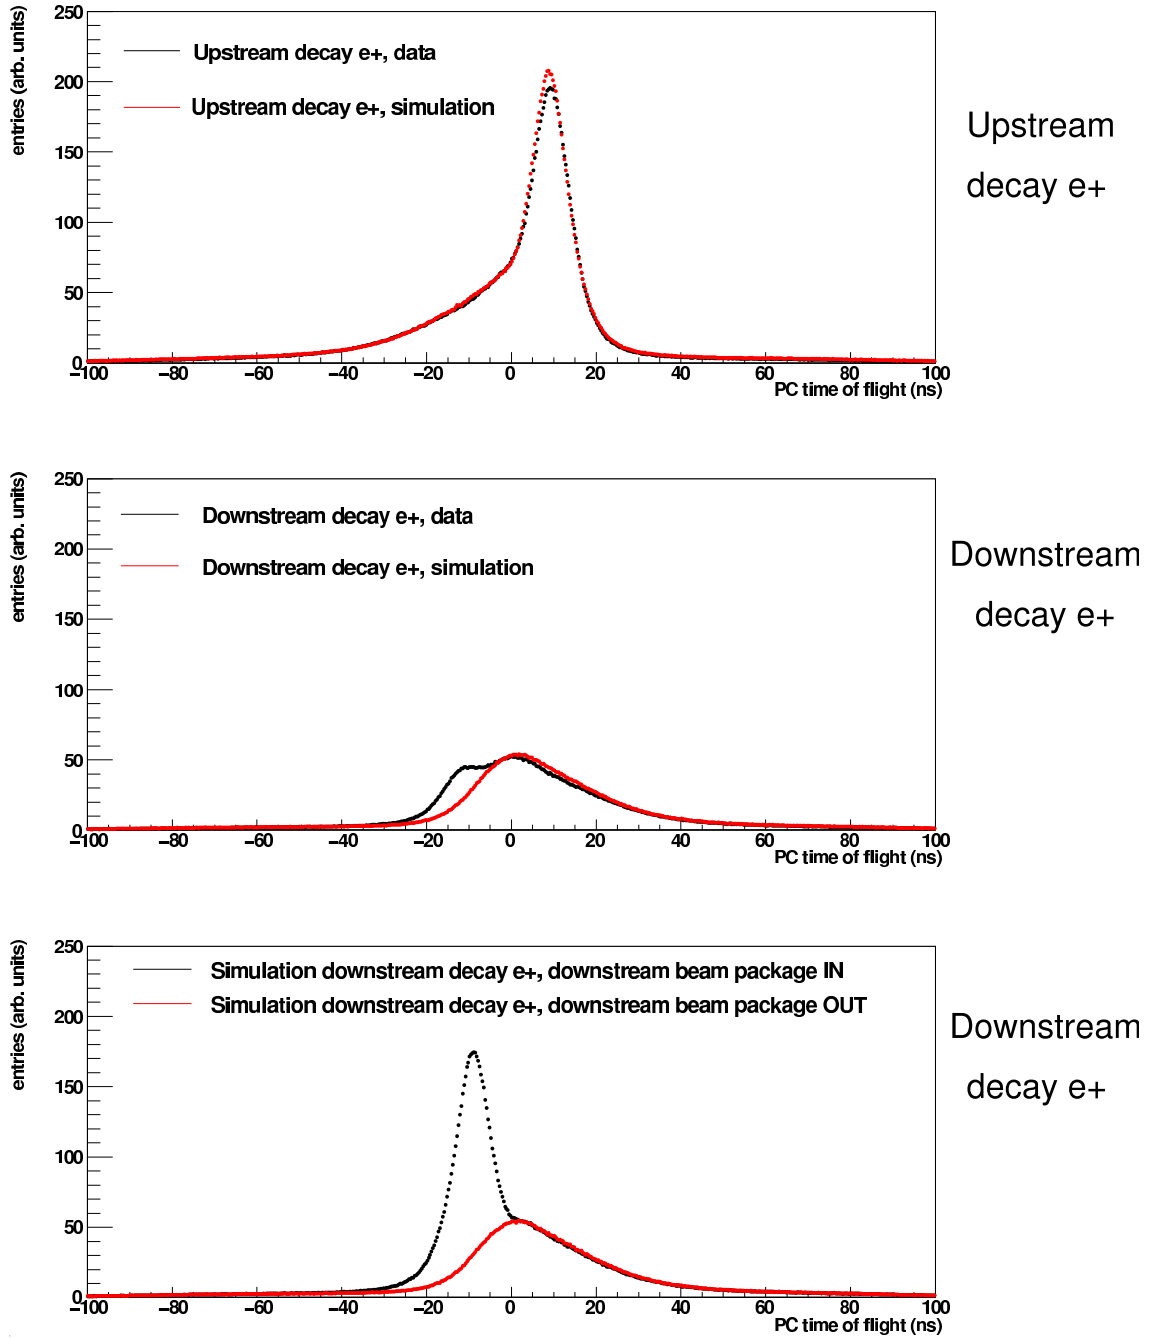 entries (arb. units)
250
200
150
100
50
0
Upstream decay e+, data
Upstream decay e+, simulation
−100 −80 −60 −40 −20 0 20 40 60 80 100
PC time of flight (ns)
Upstream
decay e+
entries (arb. units)
250
200
150
100
50
0
Downstream decay e+, data
Downstream decay e+, simulation
−100 −80 −60 −40 −20 0 20 40 60 80 100
PC time of flight (ns)
Downstream
decay e+
entries (arb. units)
250
200
150
100
50
0
Simulation downstream decay e+, downstream beam package IN
Simulation downstream decay e+, downstream beam package OUT
−100 −80 −60 −40 −20 0 20 40 60 80 100
PC time of flight (ns)
Downstream
decay e+